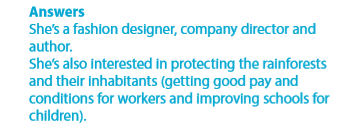 Answers
She's a fashion designer, company director and
author.
She's also interested in protecting the rainforests
and their inhabitants (getting good pay and
conditions for workers and improving schools for
children).